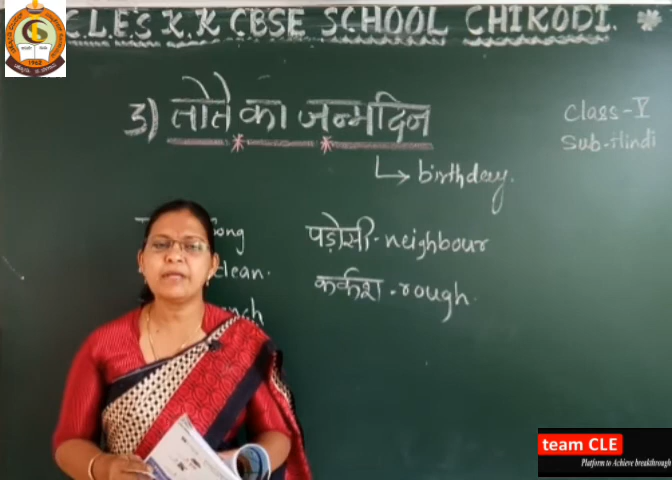 C.L.E's K.K CBSE SCHOOL CHIKODI.
1962
3) तोते का जन्मदिन
birthday.
Class-V
Sub-Hindi
पड़ोसी - neighbour
clean.
कर्कश - rough.
team CLE
Platform to Achieve breakthrough